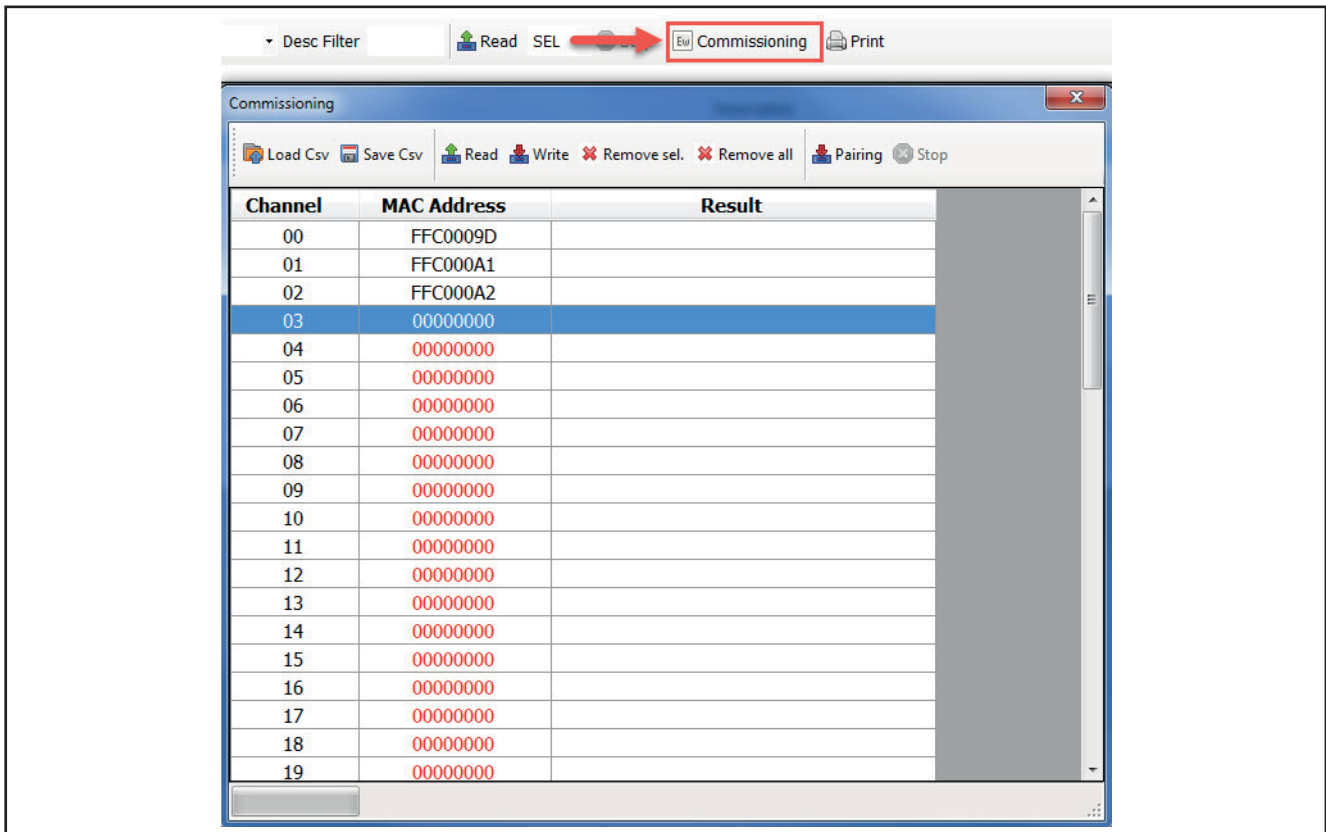 Desc Filter Read SEL Commissioning Print
Commissioning
Load Csv Save Csv Read Write Remove sel. Remove all Pairing Stop
Channel MAC Address Result
00 FFC0009D
01 FFC000A1
02 FFC000A2
03 00000000
04 00000000
05 00000000
06 00000000
07 00000000
08 00000000
09 00000000
10 00000000
11 00000000
12 00000000
13 00000000
14 00000000
15 00000000
16 00000000
17 00000000
18 00000000
19 00000000